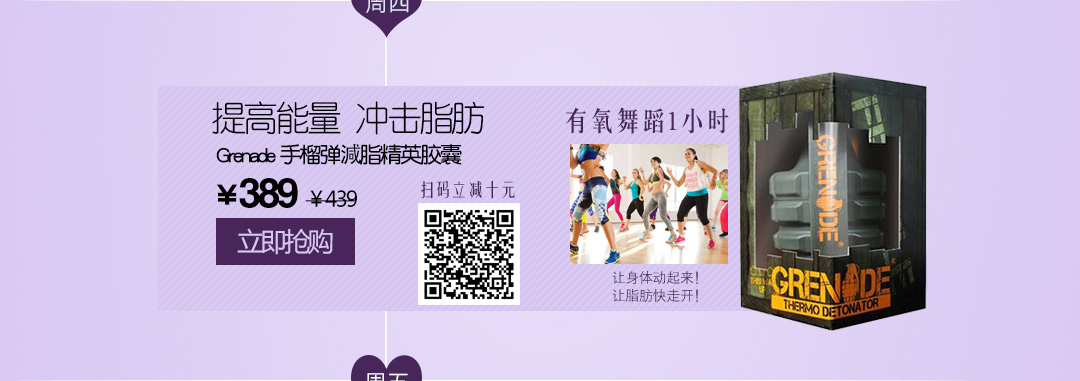 周四
提高能量 冲击脂肪
Grenade 手榴弹减脂精英胶囊
¥389 ¥439
立即抢购
扫码立减十元
有氧舞蹈1小时
让身体动起来！
让脂肪快走开！
GRENADE
GRENADE
THERMO DETONATOR
周五